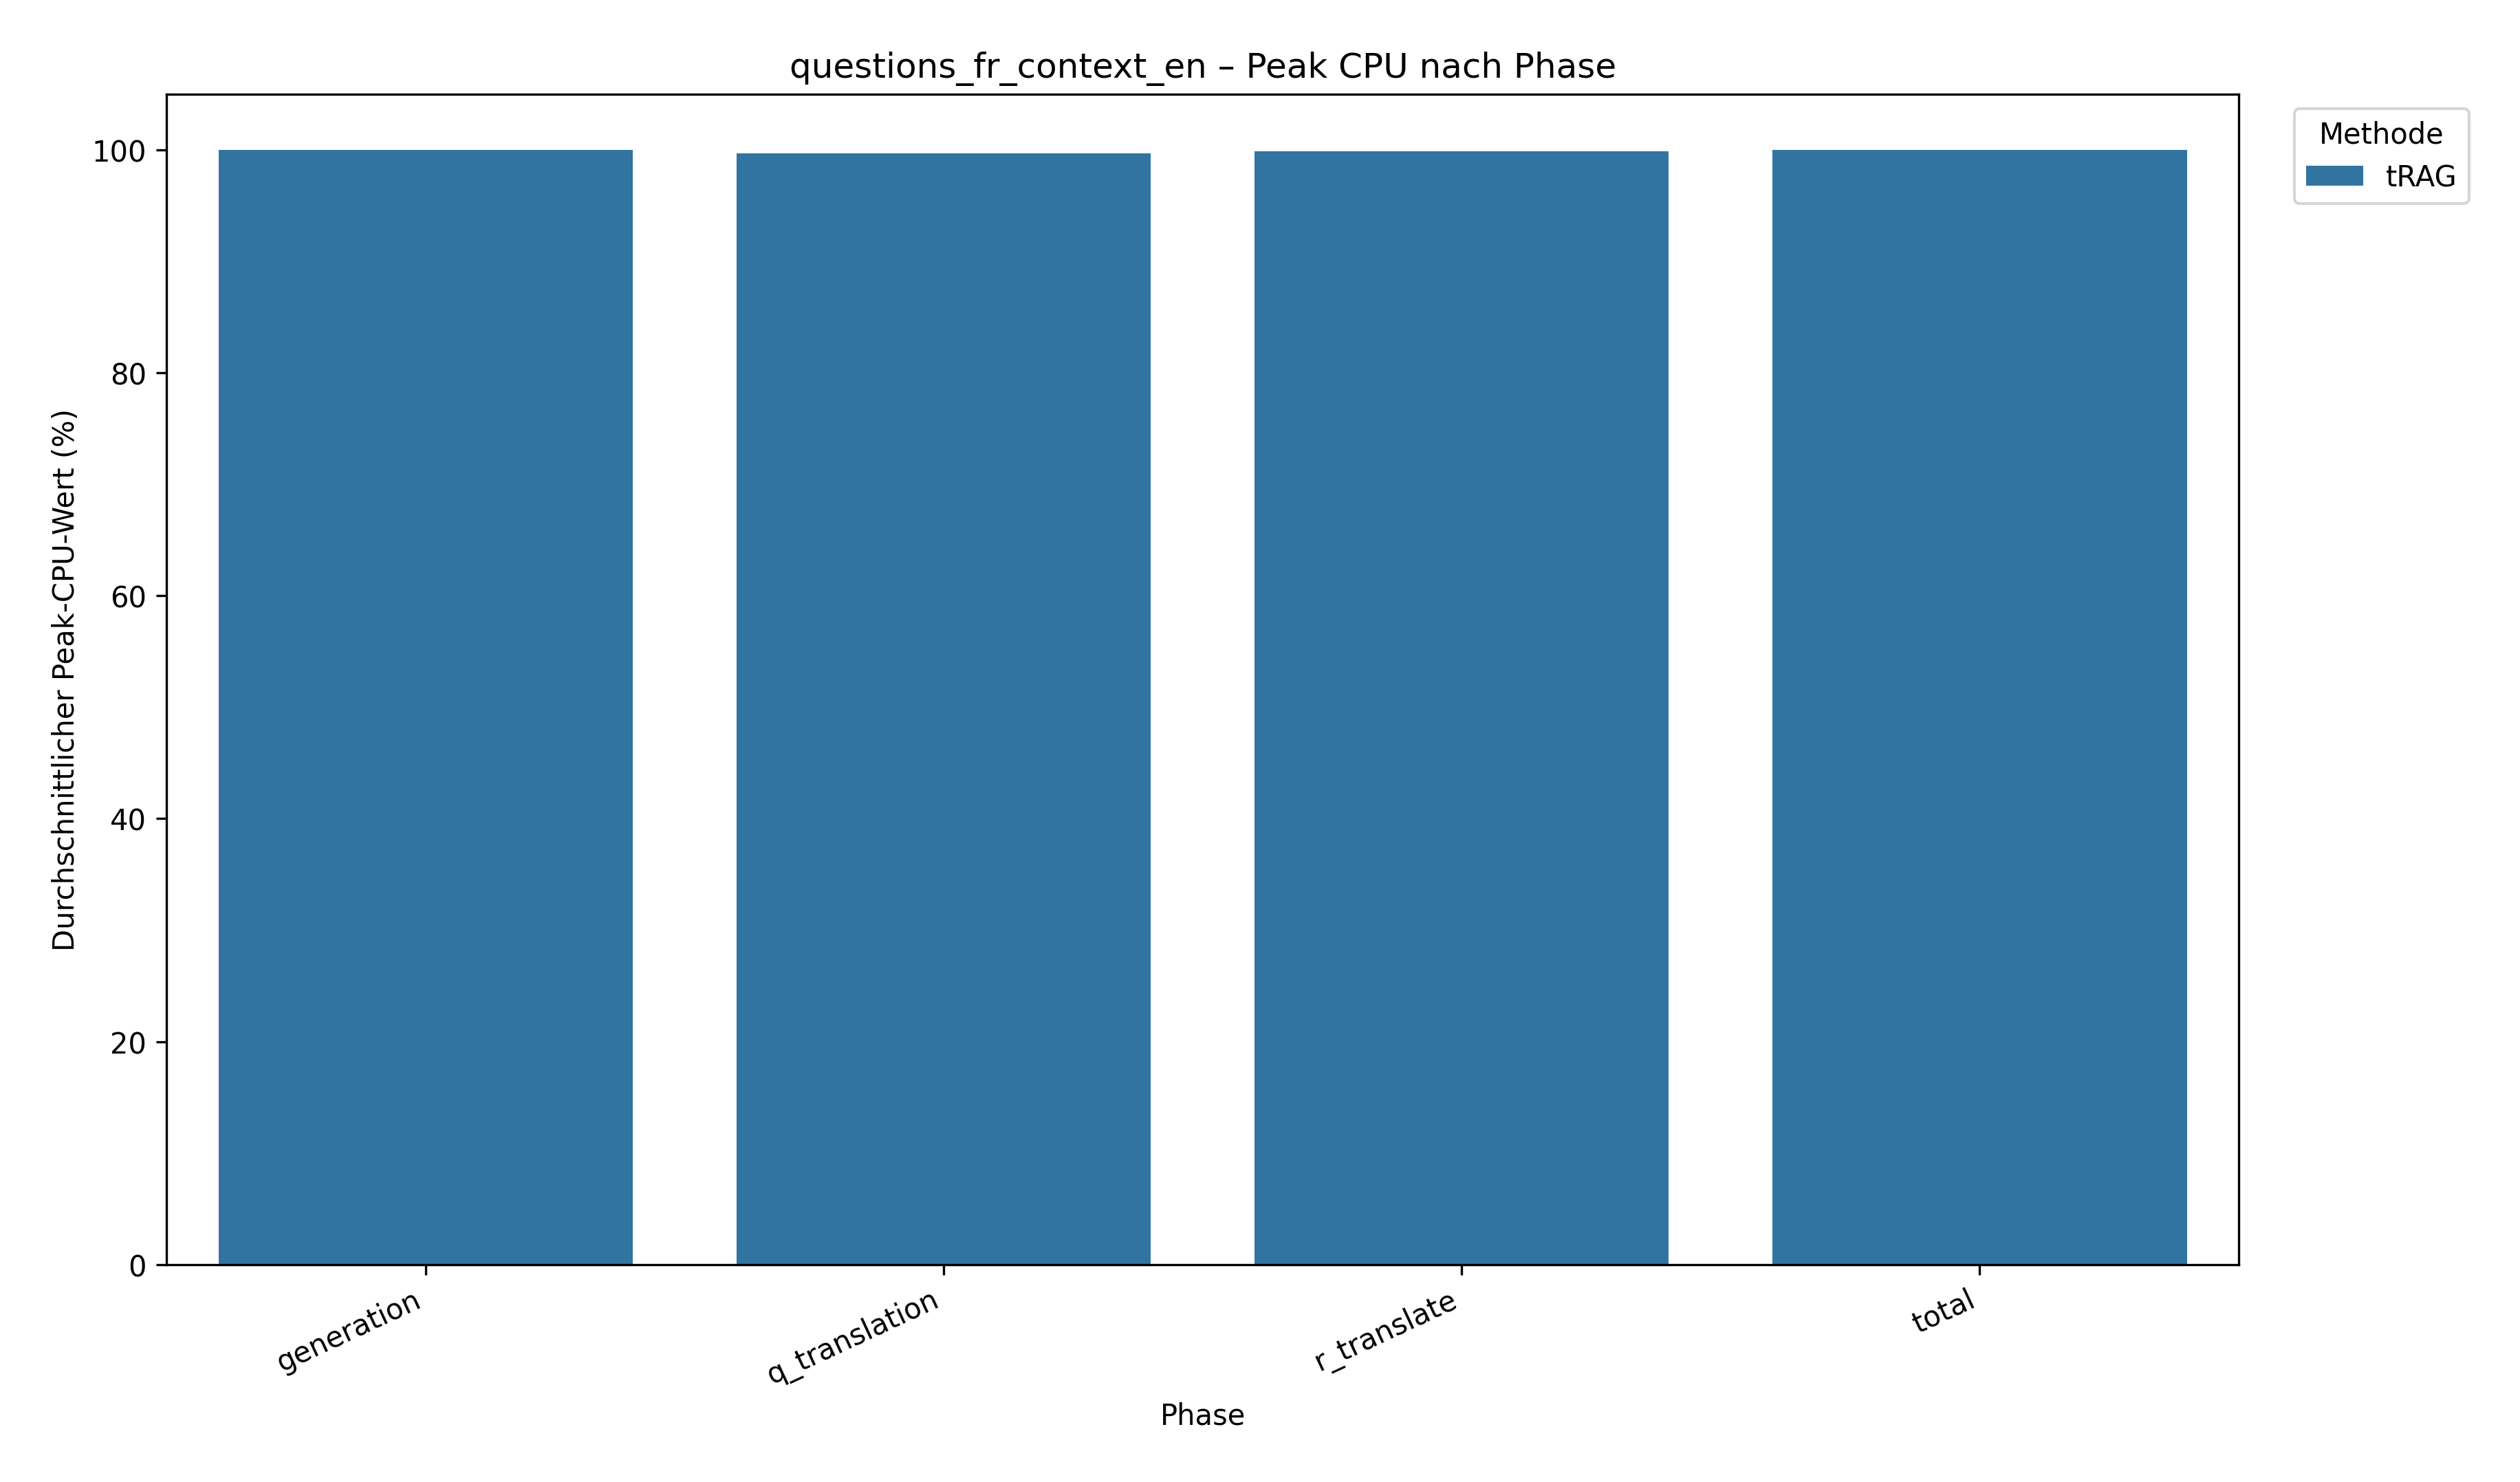 questions_fr_context_en – Peak CPU nach Phase
Methode
tRAG
Durchschnittlicher Peak-CPU-Wert (%)
100
80
60
40
20
0
generation
q_translation
r_translate
total
Phase